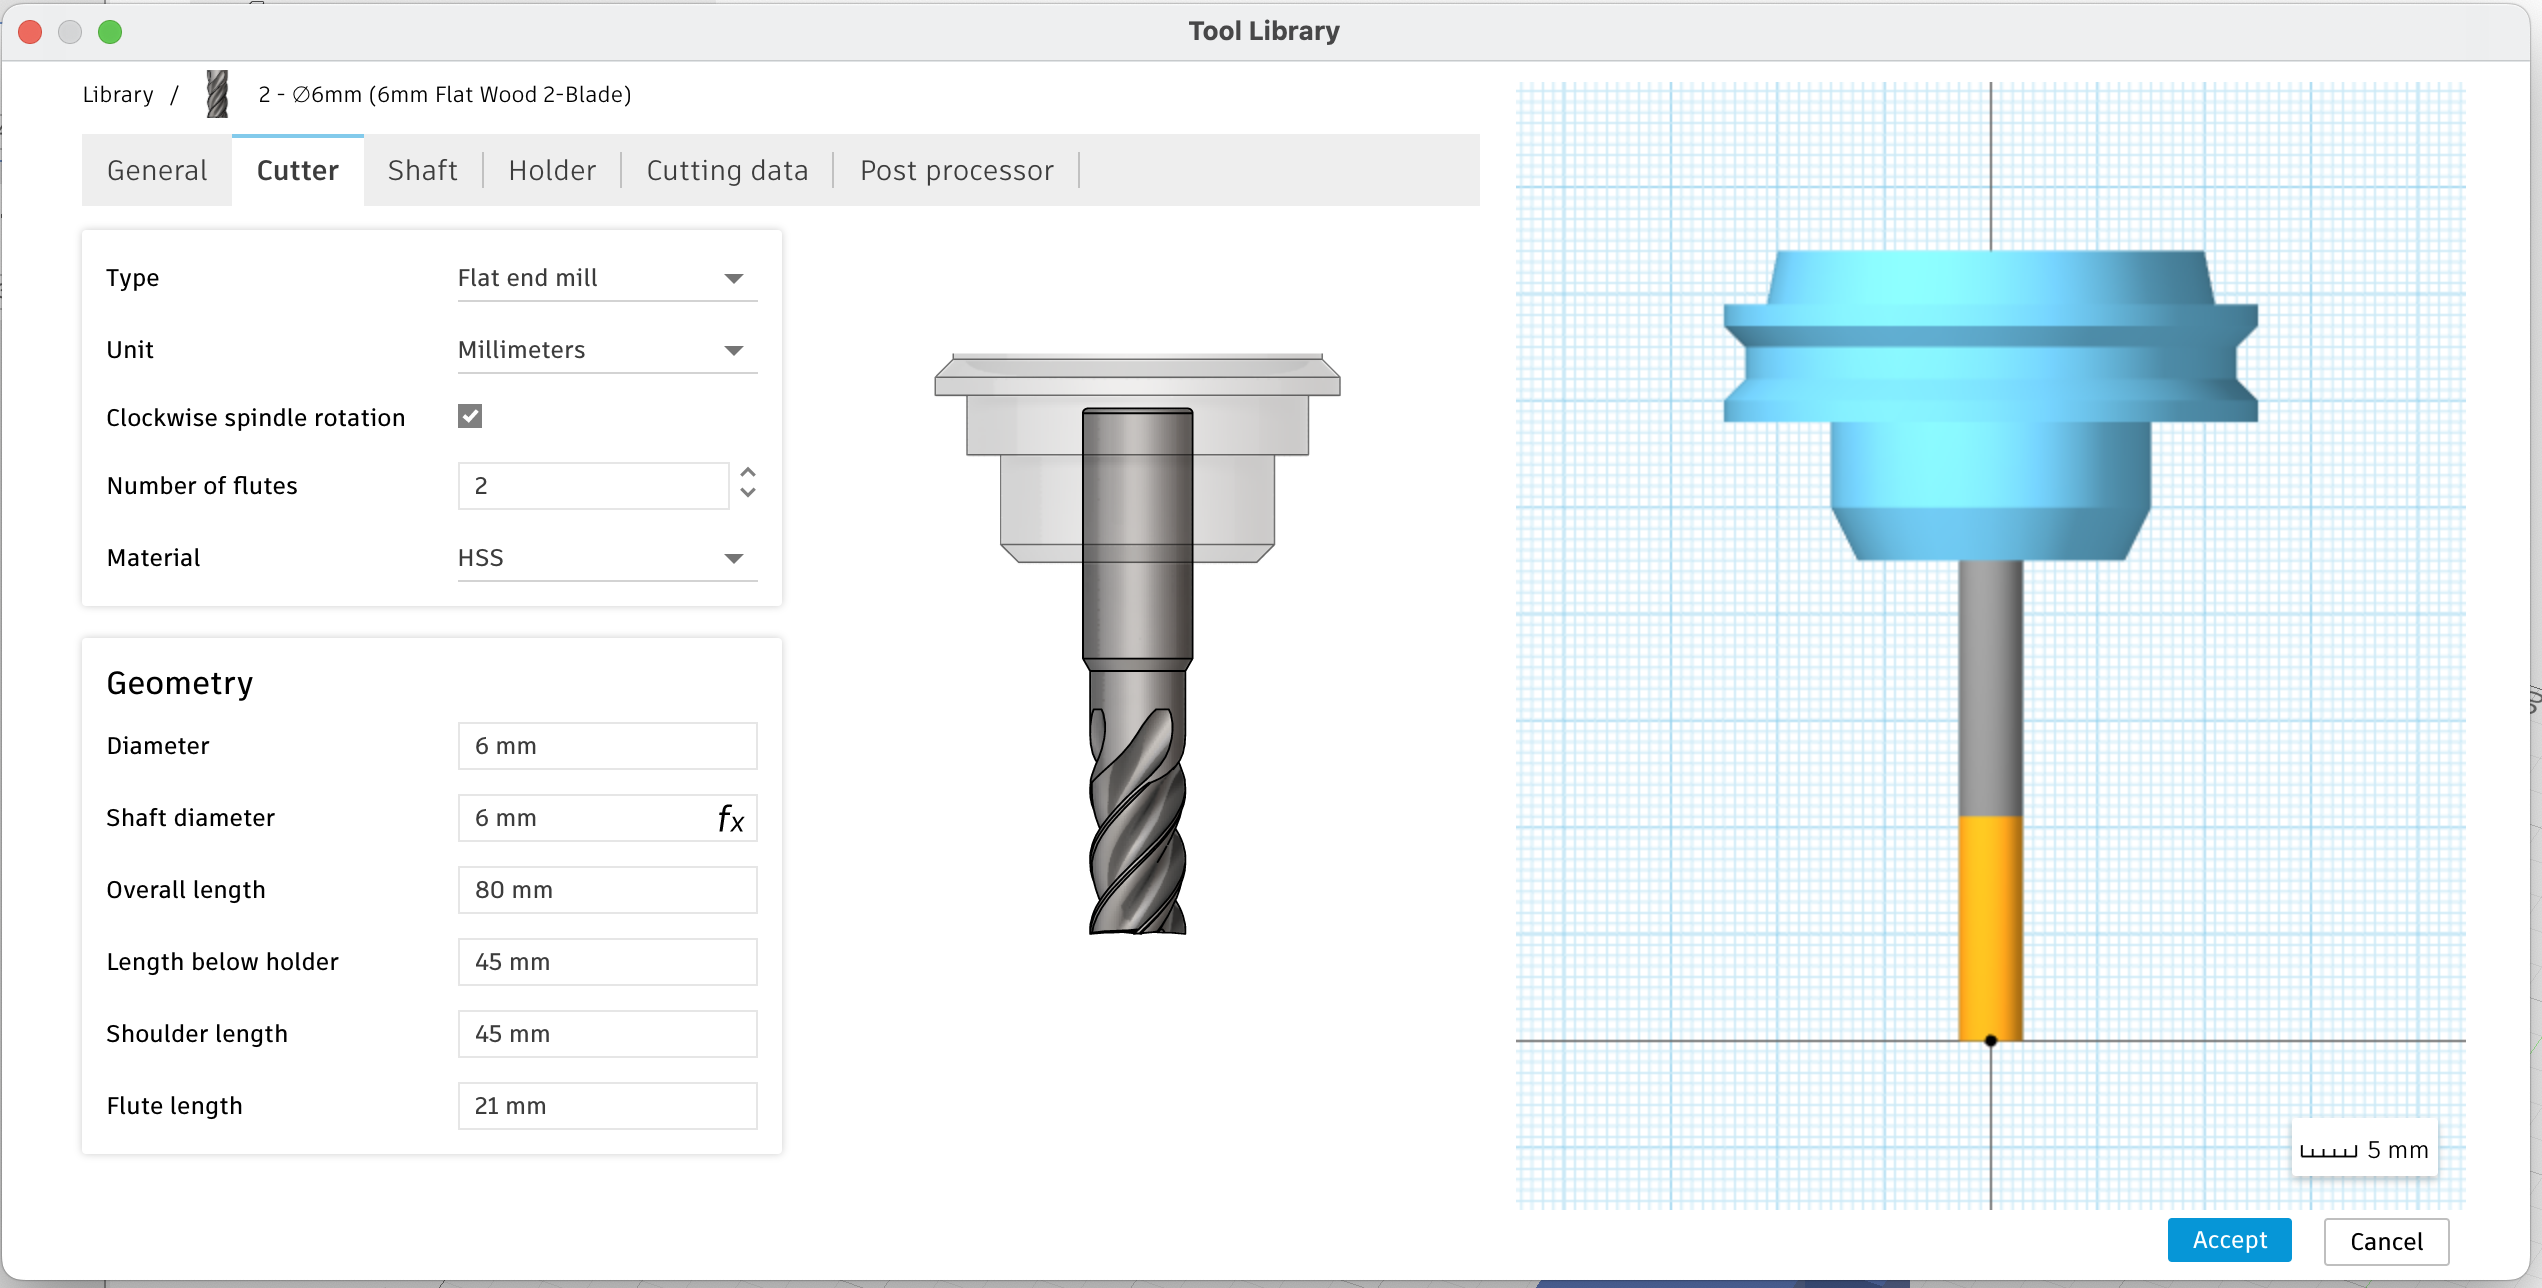 Tool Library
Library / 2 - ∅6mm (6mm Flat Wood 2-Blade)
General Cutter Shaft Holder Cutting data Post processor
Type Flat end mill
Unit Millimeters
Clockwise spindle rotation
Number of flutes 2
Material HSS
Geometry
Diameter 6 mm
Shaft diameter 6 mm fx
Overall length 80 mm
Length below holder 45 mm
Shoulder length 45 mm
Flute length 21 mm
5 mm
Accept Cancel